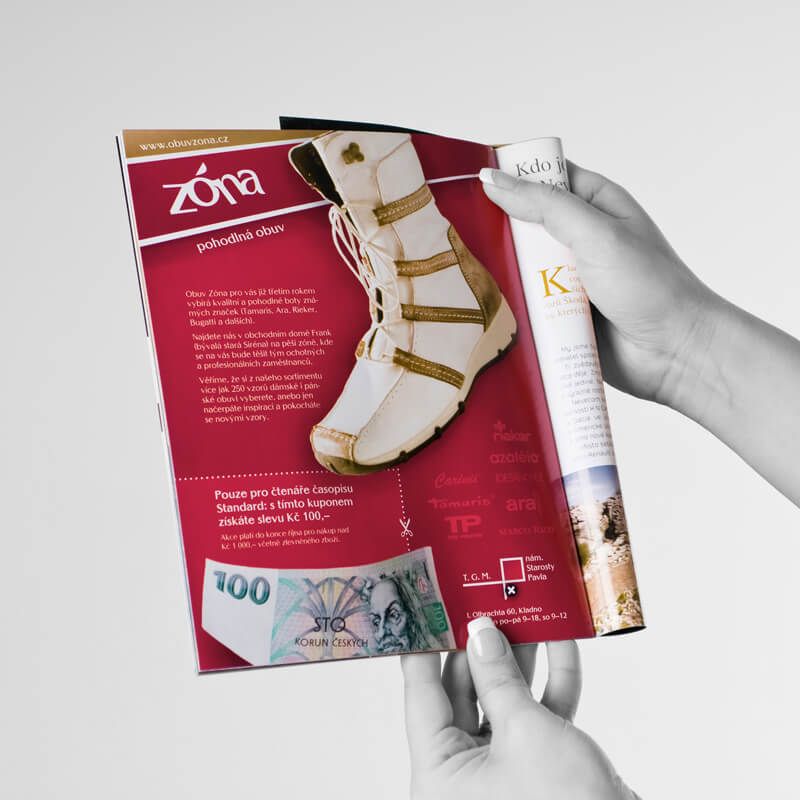 www.obuvzona.cz
zóna
pohodlná obuv
Obuv Zóna pro vás již třetím rokem
vybírá kvalitní a pohodlné boty zná-
mých značek (Tamaris, Ara, Rieker,
Bugatti a dalších).
Najdete nás v obchodním domě Frank
(bývalá stará Siréna) na pěší zóně, kde
se na vás bude těšit tým ochotných
a profesionálních zaměstnanců.
Věříme, že si z našeho sortimentu
více jak 250 vzorů dámské i pán-
ské obuvi vyberete, anebo jen
načerpáte inspiraci a pokocháte
se novými vzory.
rieker
azaleia
Tamaris
ara
TP
MARCO TOZZI
Pouze pro čtenáře časopisu
Standard: s tímto kuponem
získáte slevu Kč 100,–
Akce platí do konce října pro nákup nad
Kč 1 000,– včetně zlevněného zboží.
100
STO
KORUN ČESKÝCH
100
T. G. M.
nám.
Starosty
Pavla
I. Olbrachta 60, Kladno
po–pá 9–18, so 9–12
Kdo